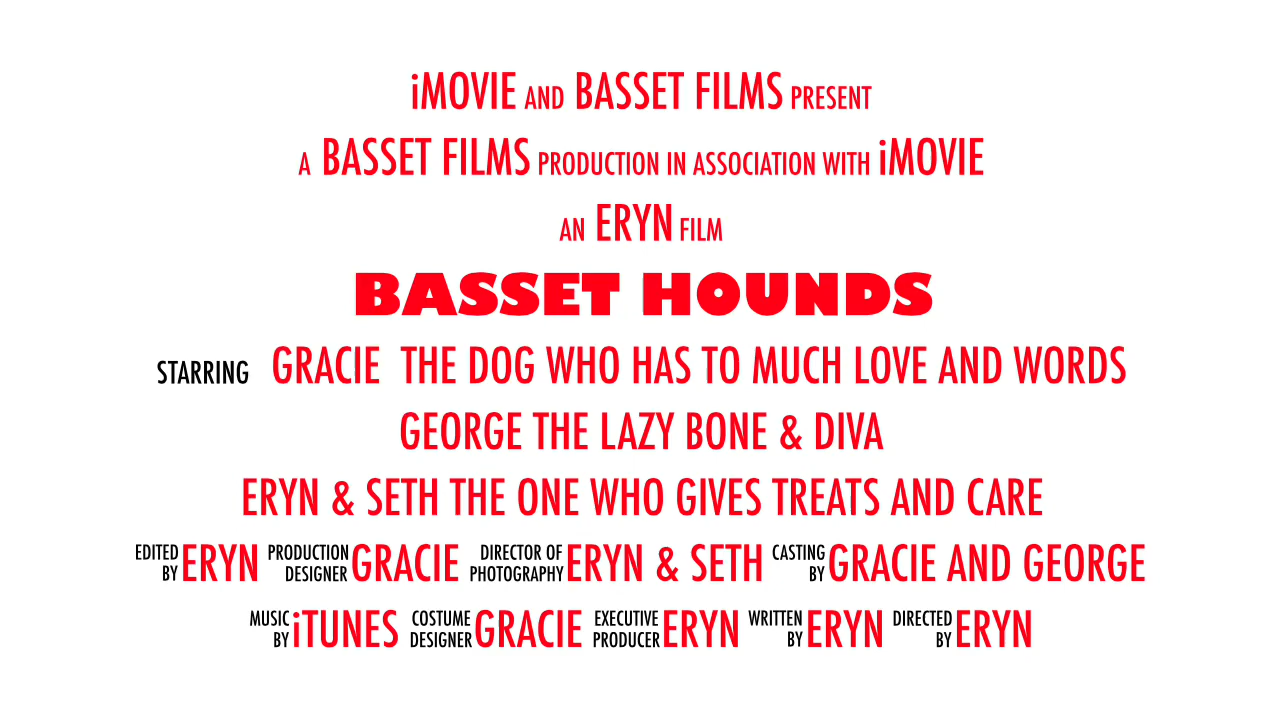 iMOVIE AND BASSET FILMS PRESENT
A BASSET FILMS PRODUCTION IN ASSOCIATION WITH iMOVIE
AN ERYN FILM
BASSET HOUNDS
STARRING GRACIE THE DOG WHO HAS TO MUCH LOVE AND WORDS
GEORGE THE LAZY BONE & DIVA
ERYN & SETH THE ONE WHO GIVES TREATS AND CARE
EDITED BY ERYN PRODUCTION DESIGNER GRACIE DIRECTOR OF PHOTOGRAPHY ERYN & SETH CASTING BY GRACIE AND GEORGE
MUSIC BY iTUNES COSTUME DESIGNER GRACIE EXECUTIVE PRODUCER ERYN WRITTEN BY ERYN DIRECTED BY ERYN